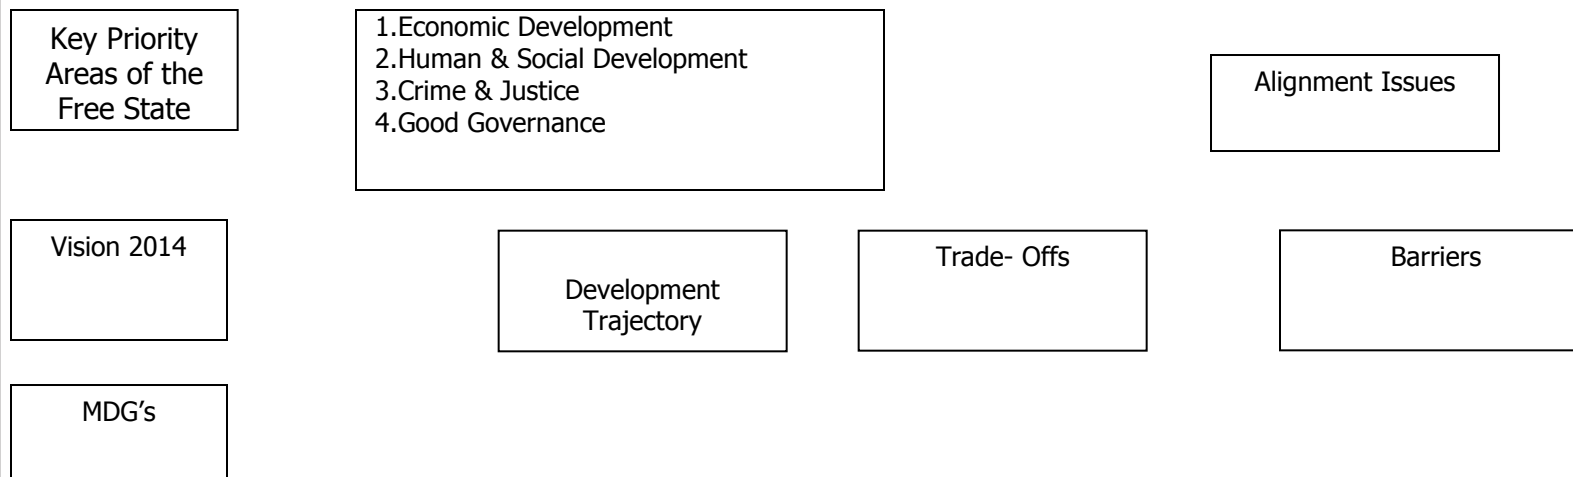 Key Priority
Areas of the
Free State
1.Economic Development
2.Human & Social Development
3.Crime & Justice
4.Good Governance
Alignment Issues
Vision 2014
Development
Trajectory
Trade- Offs
Barriers
MDG’s